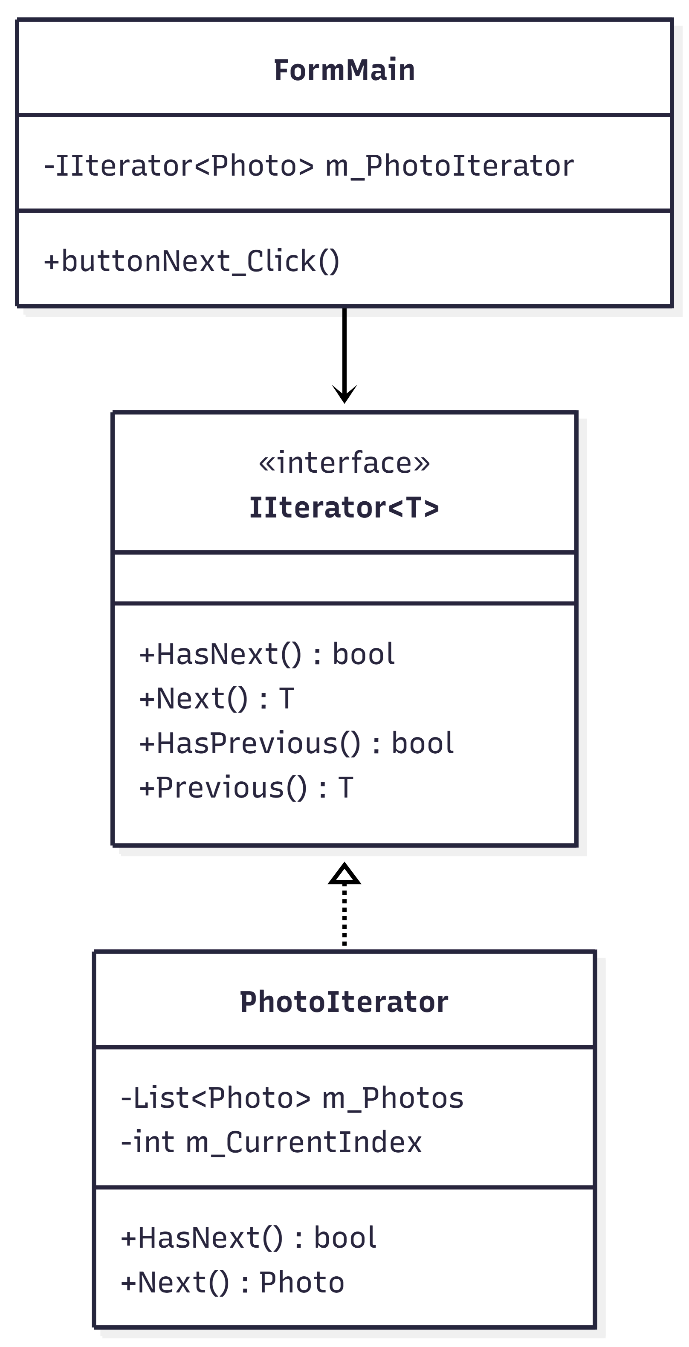 FormMain
-IIterator<Photo> m_PhotoIterator
+buttonNext_Click()
«interface»
IIterator<T>
+HasNext() : bool
+Next() : T
+HasPrevious() : bool
+Previous() : T
PhotoIterator
-List<Photo> m_Photos
-int m_CurrentIndex
+HasNext() : bool
+Next() : Photo